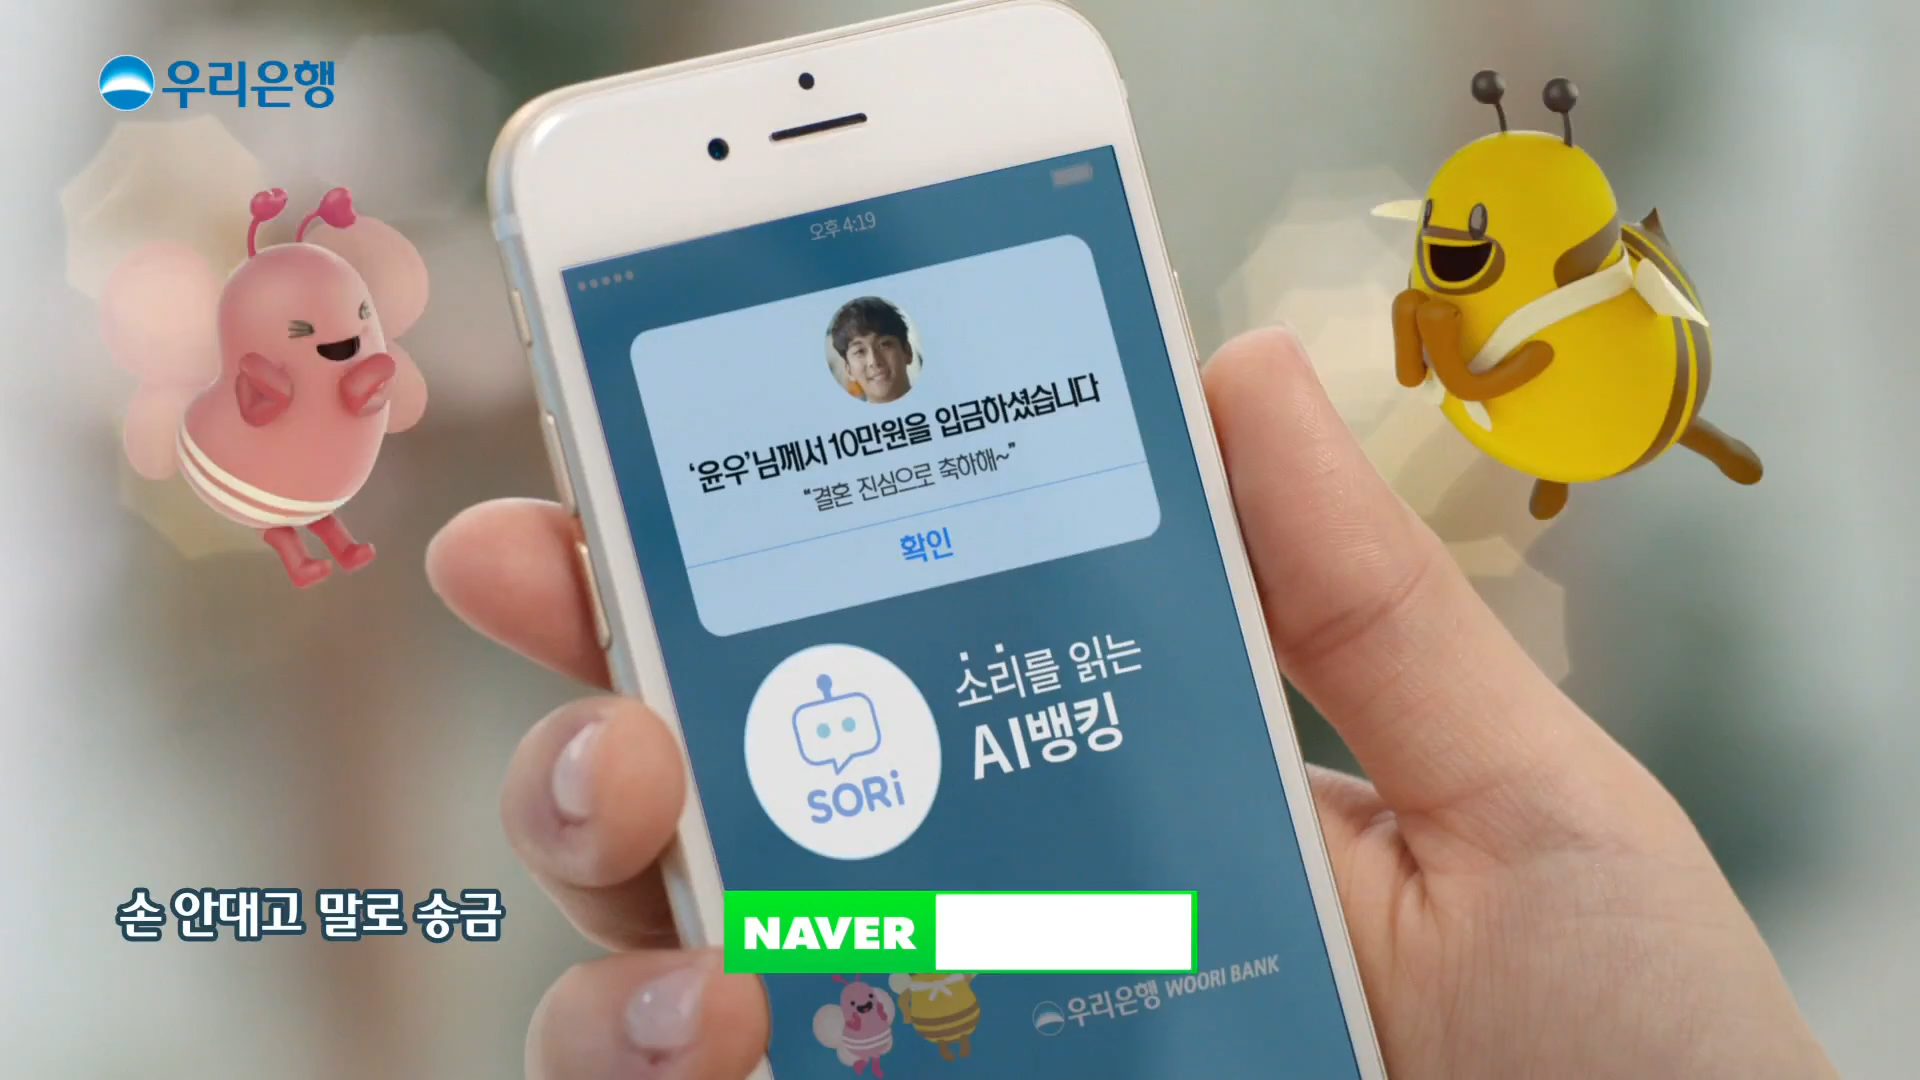 우리은행
오후 4:19
‘윤우’님께서 10만원을 입금하셨습니다
“결혼 진심으로 축하해~”
확인
소리를 읽는
AI뱅킹
SORi
손 안대고 말로 송금
NAVER
우리은행 WOORI BANK